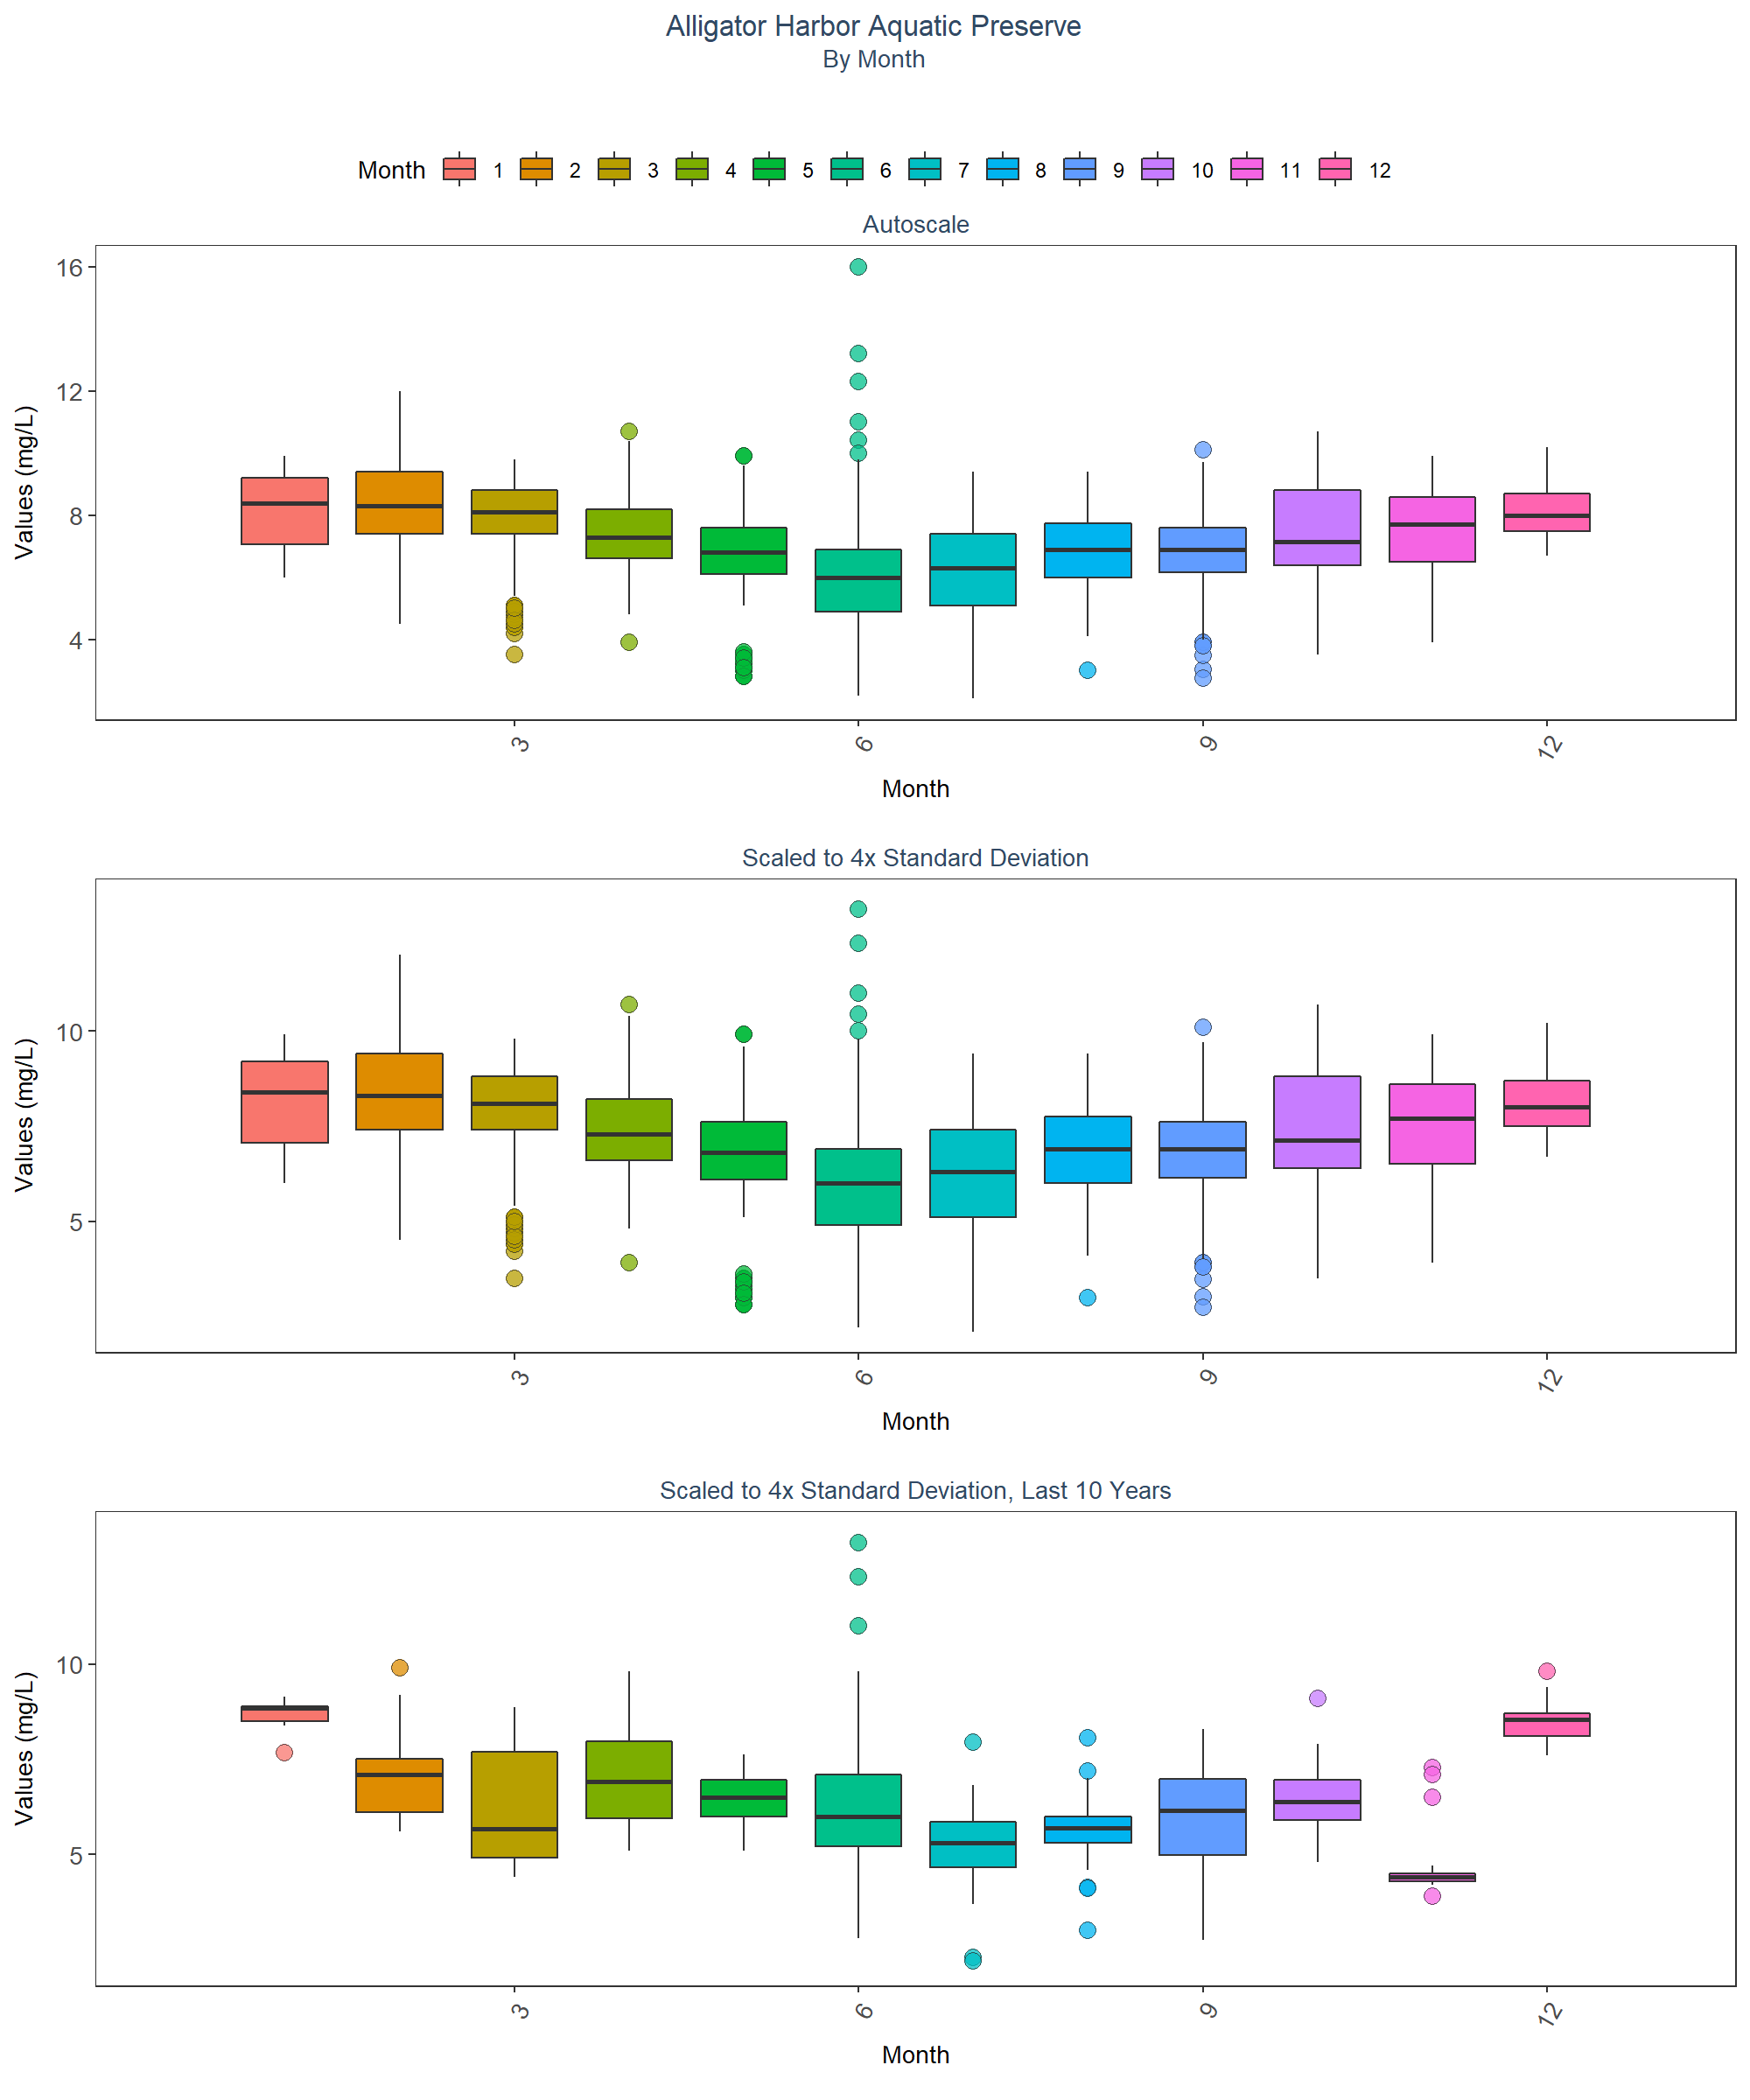 Alligator Harbor Aquatic Preserve
By Month
Month 1 2 3 4 5 6 7 8 9 10 11 12
Autoscale
Values (mg/L)
16
12
8
4
3 6 9 12
Month
Scaled to 4x Standard Deviation
Values (mg/L)
10
5
3 6 9 12
Month
Scaled to 4x Standard Deviation, Last 10 Years
Values (mg/L)
10
5
3 6 9 12
Month